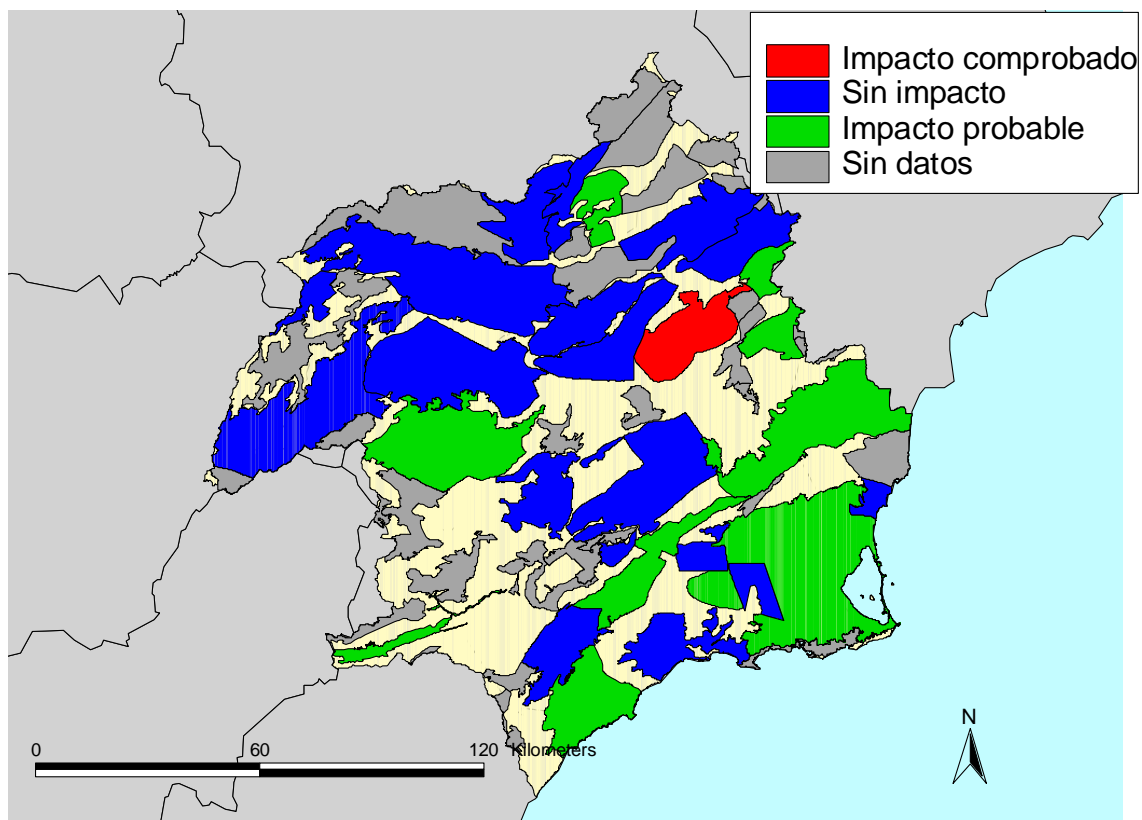 Impacto comprobado
Sin impacto
Impacto probable
Sin datos
N
0 60 120 Kilometers